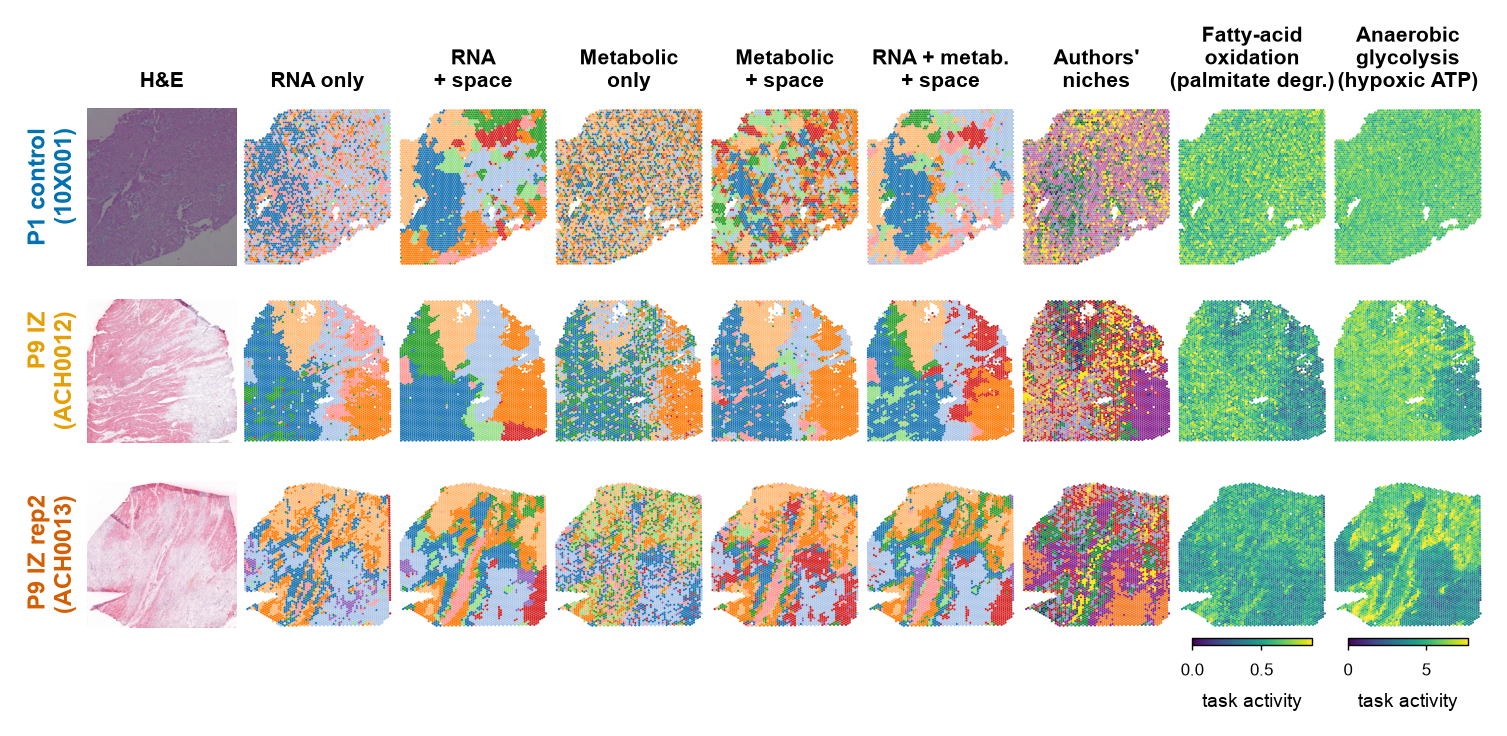 H&E
RNA only
RNA
+ space
Metabolic
only
Metabolic
+ space
RNA + metab.
+ space
Authors'
niches
Fatty-acid
oxidation
(palmitate degr.)
Anaerobic
glycolysis
(hypoxic ATP)
P1 control
(10X001)
P9 IZ
(ACH0012)
P9 IZ rep2
(ACH0013)
0.0 0.5
task activity
0 5
task activity